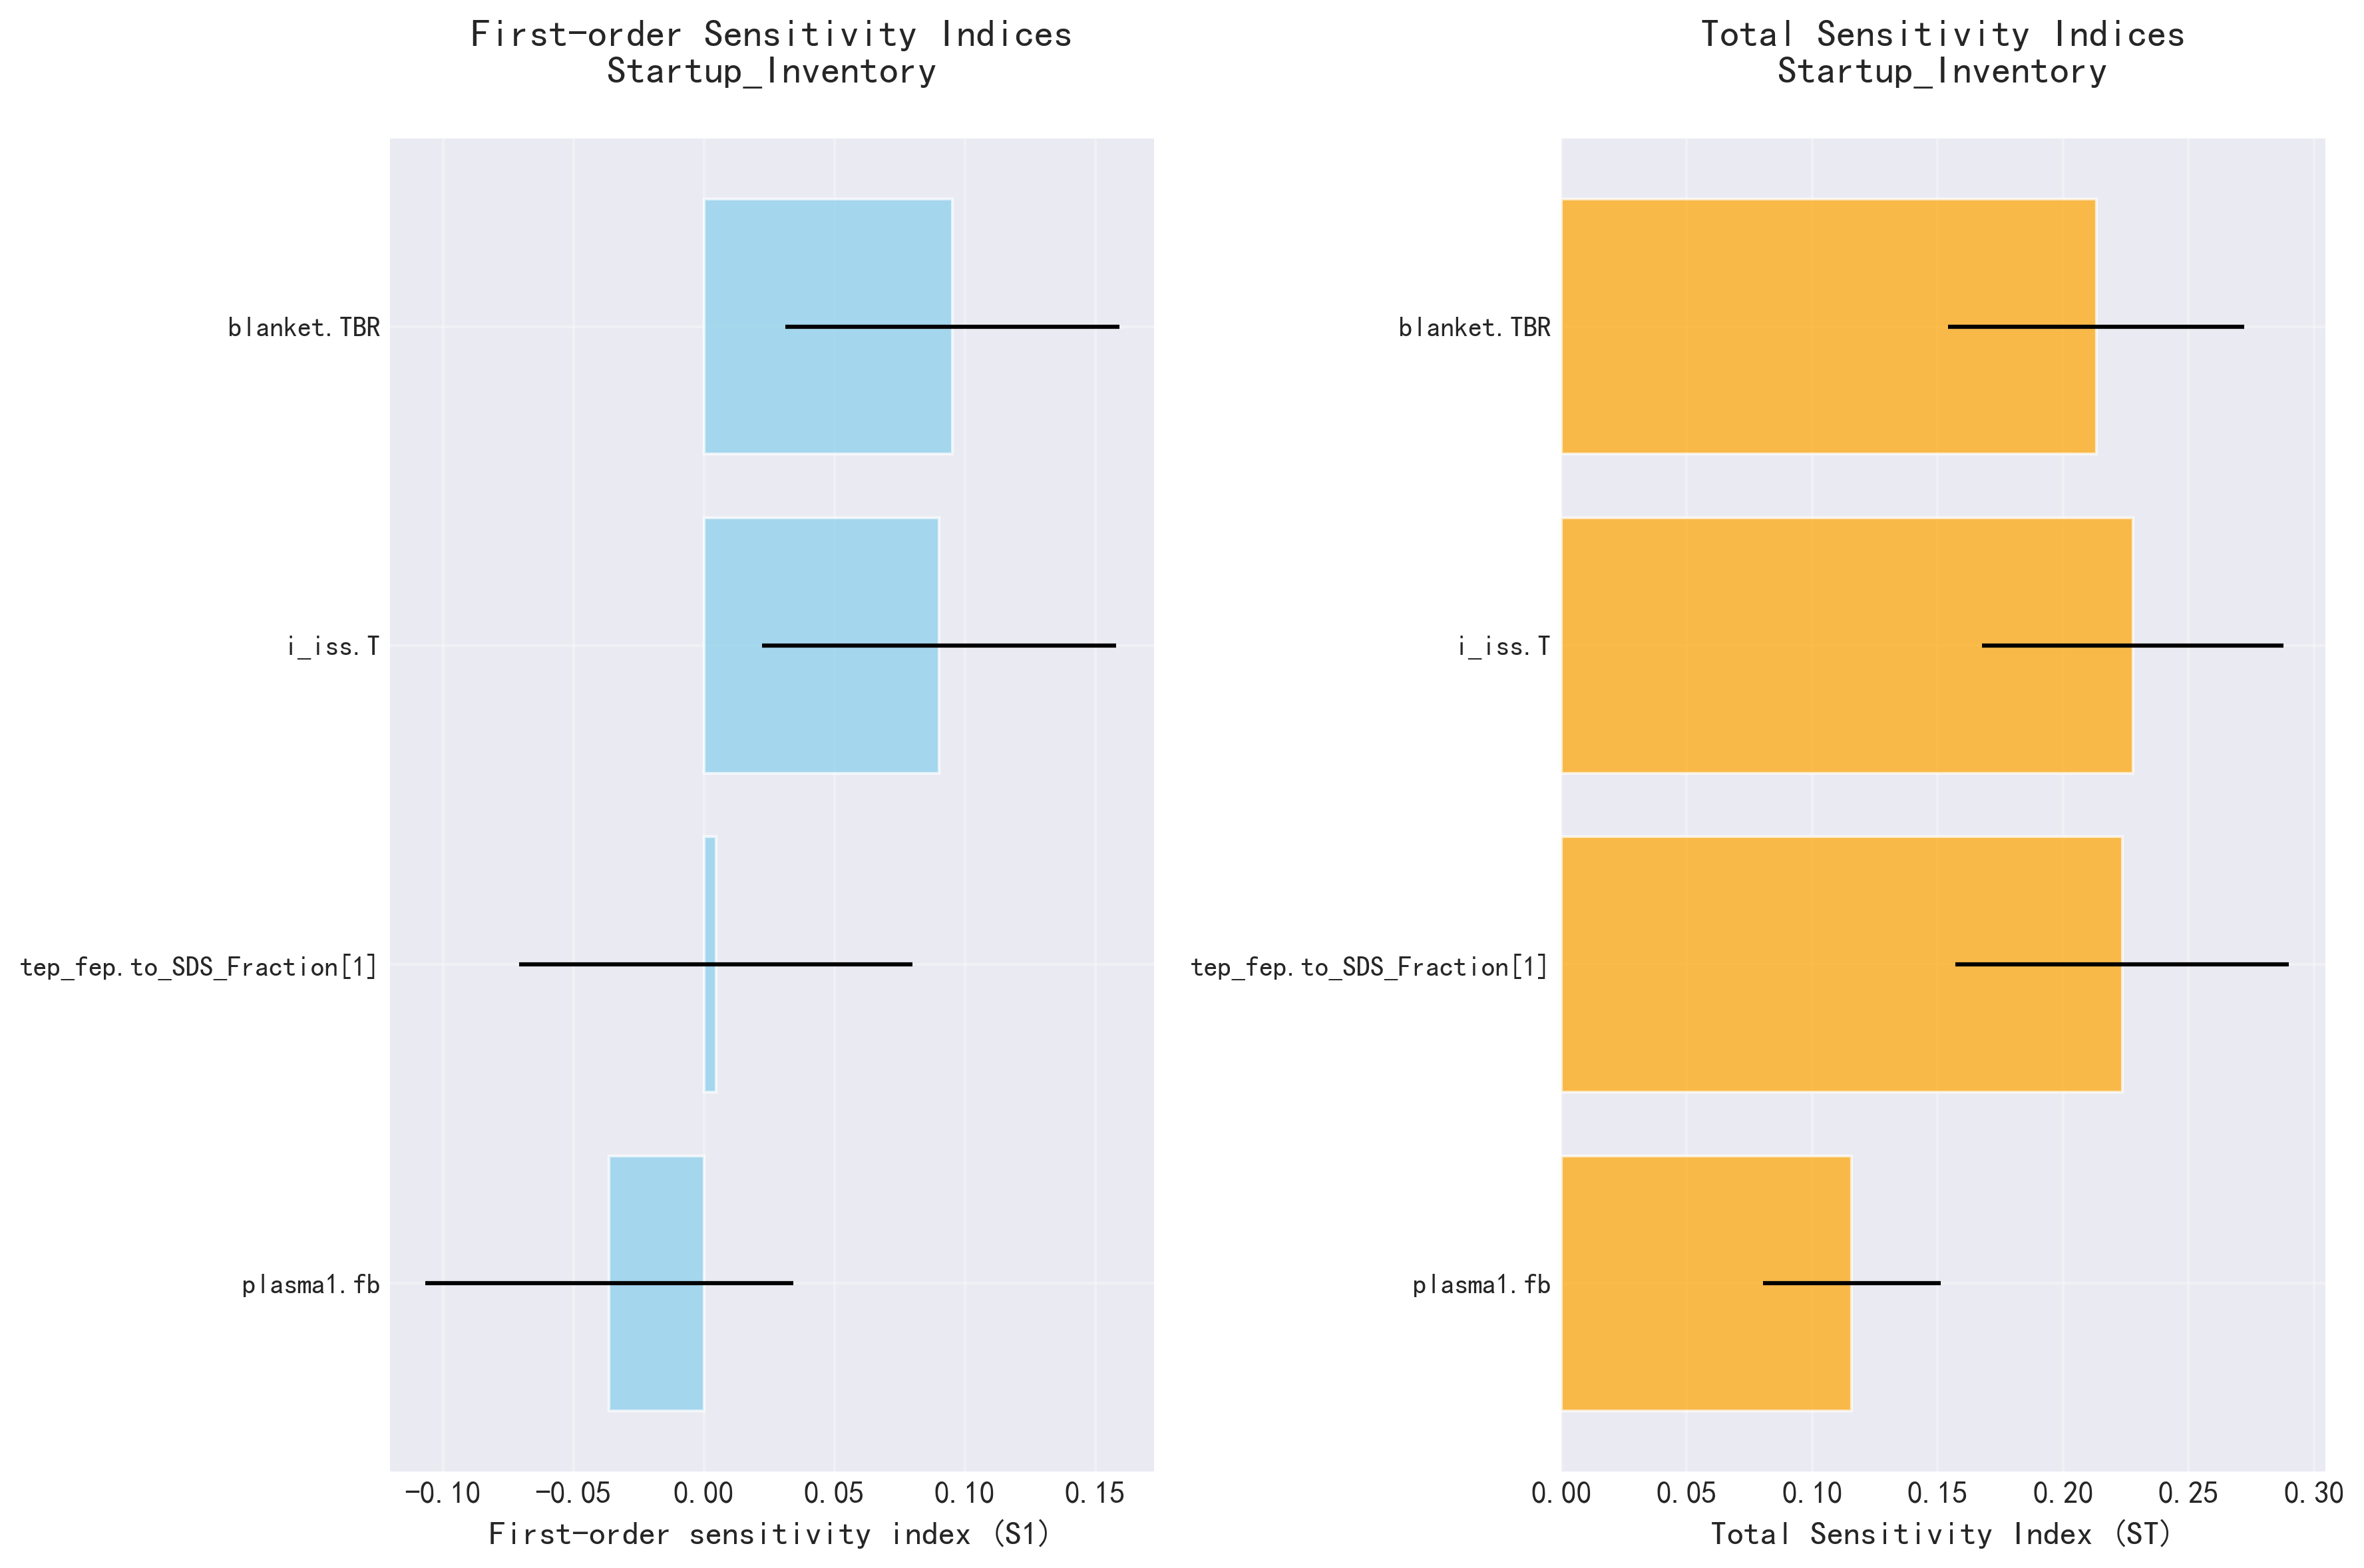 First-order Sensitivity Indices
Startup_Inventory
blanket.TBR
i_iss.T
tep_fep.to_SDS_Fraction[1]
plasma1.fb
-0.10 -0.05 0.00 0.05 0.10 0.15
First-order sensitivity index (S1)
Total Sensitivity Indices
Startup_Inventory
blanket.TBR
i_iss.T
tep_fep.to_SDS_Fraction[1]
plasma1.fb
0.00 0.05 0.10 0.15 0.20 0.25 0.30
Total Sensitivity Index (ST)